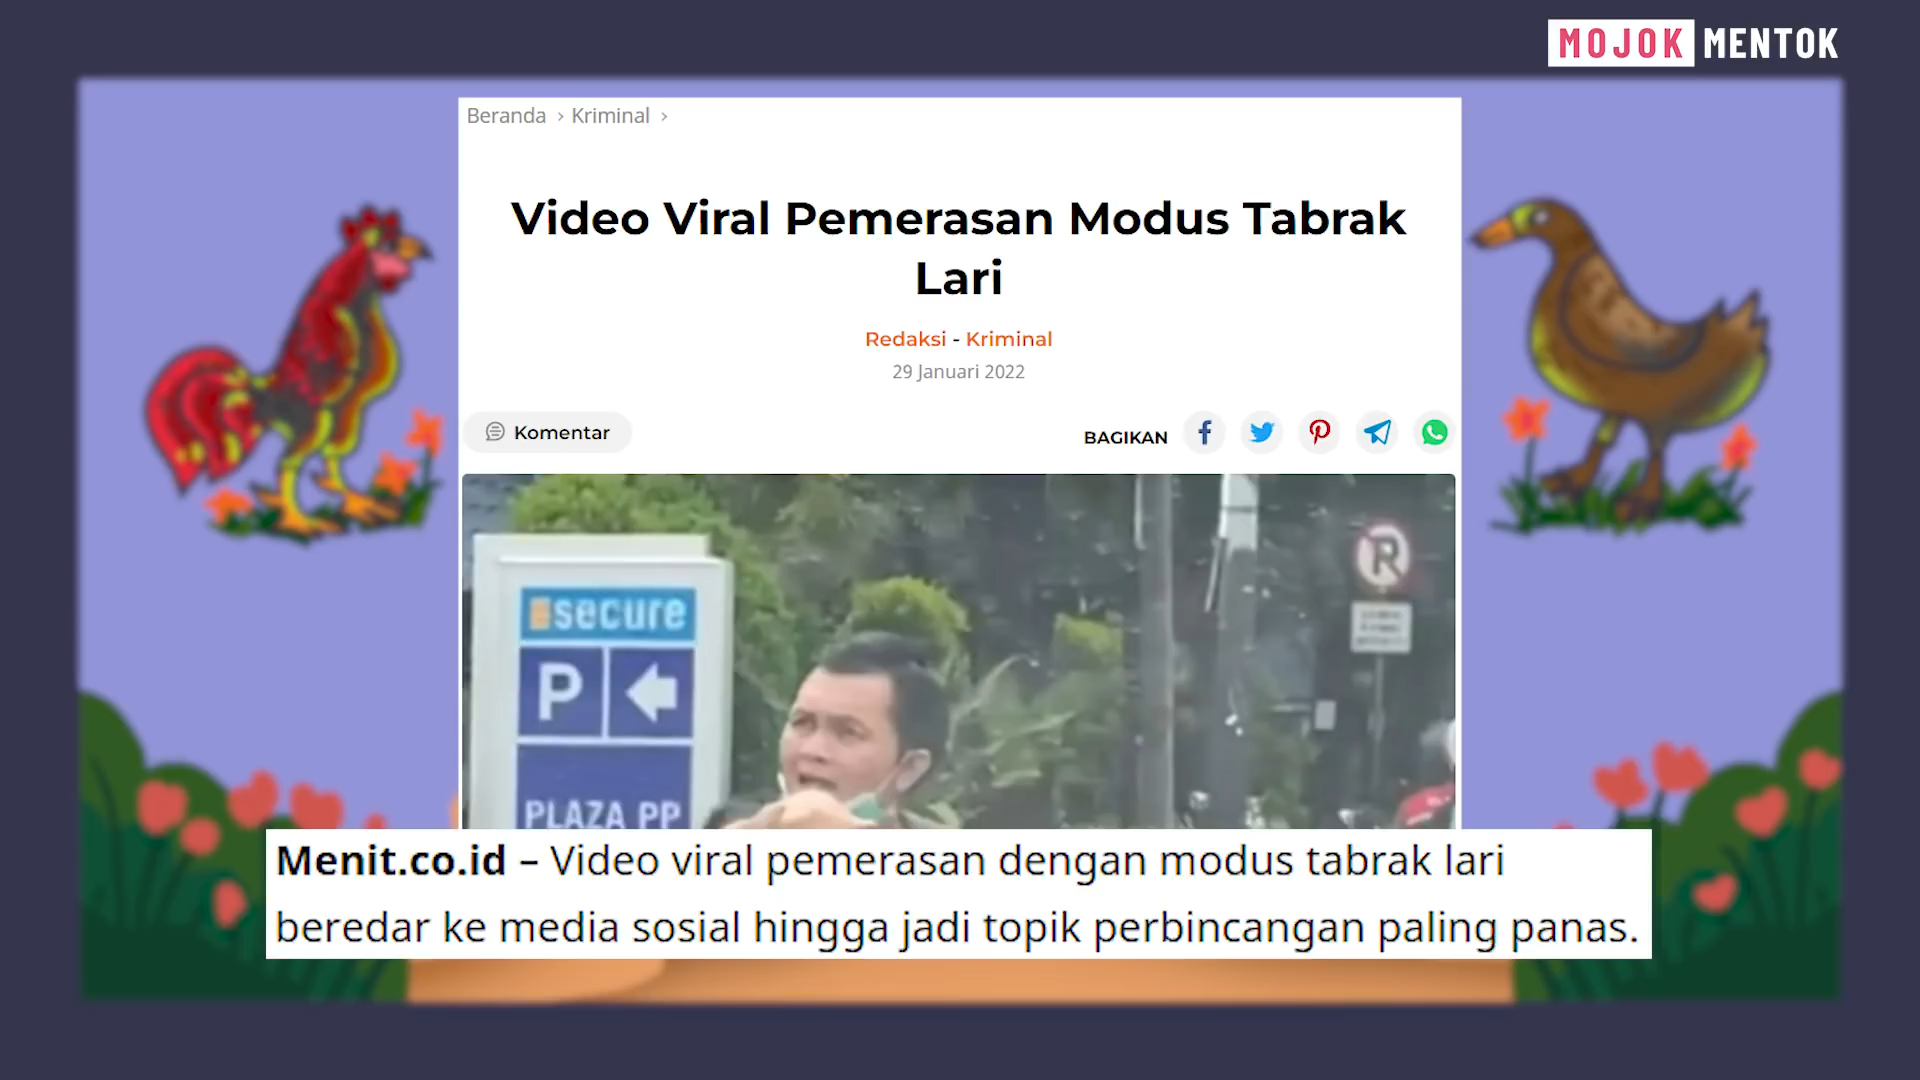 MOJOK MENTOK
Beranda › Kriminal ›
Video Viral Pemerasan Modus Tabrak
Lari
Redaksi - Kriminal
29 Januari 2022
Komentar
BAGIKAN
secure
P
PLAZA PP
Menit.co.id – Video viral pemerasan dengan modus tabrak lari
beredar ke media sosial hingga jadi topik perbincangan paling panas.